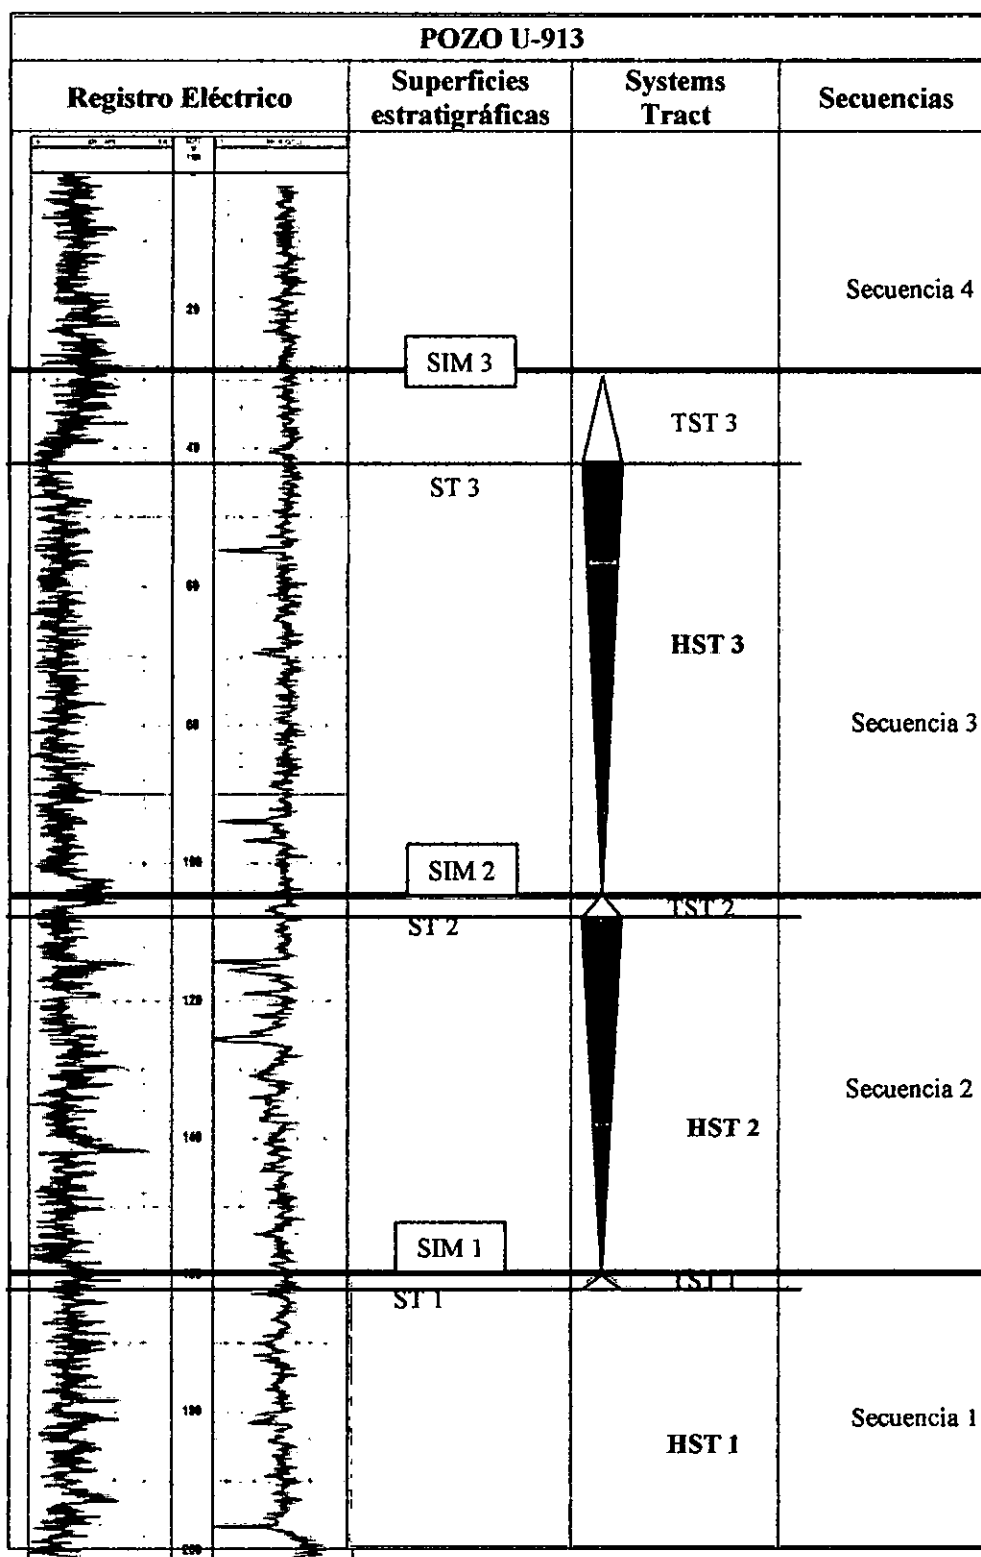 POZO U-913
Registro Eléctrico
Superficies
estratigráficas
Systems
Tract
Secuencias
20
Secuencia 4
SIM 3
TST 3
40
ST 3
60
HST 3
80
Secuencia 3
100
SIM 2
TST 2
ST 2
120
Secuencia 2
HST 2
140
SIM 1
TST 1
ST 1
Secuencia 1
HST 1
200